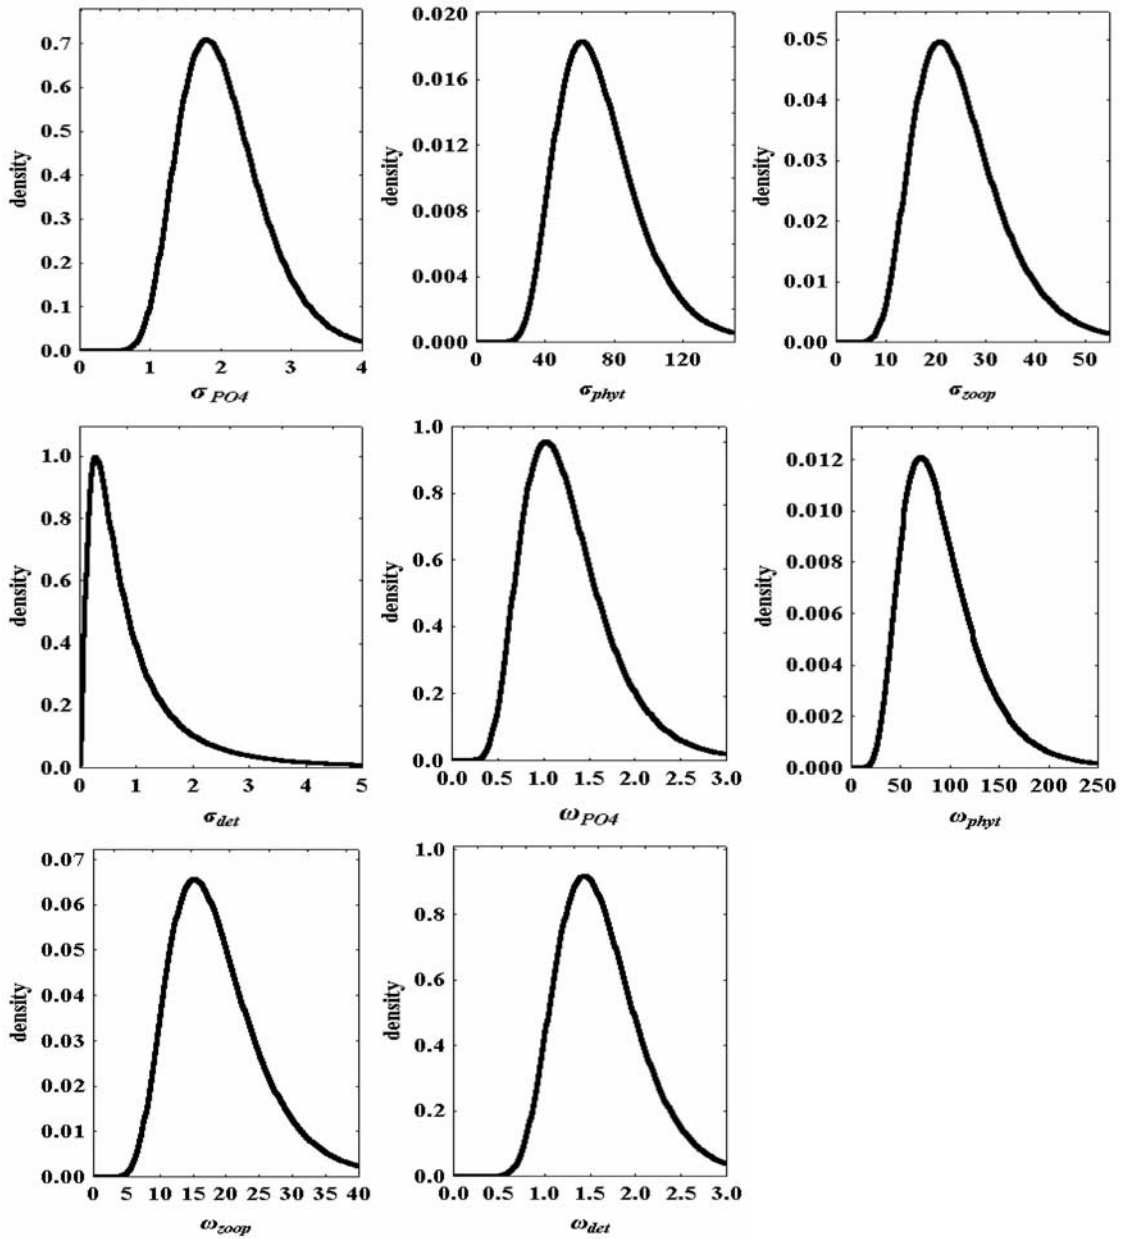 0.7
0.6
0.5
0.4
0.3
0.2
0.1
0.0
density
0 1 2 3 4
σ PO4
0.020
0.016
0.012
0.008
0.004
0.000
density
0 40 80 120
σphyt
0.05
0.04
0.03
0.02
0.01
0.00
density
0 10 20 30 40 50
σzoop
1.0
0.8
0.6
0.4
0.2
0.0
density
0 1 2 3 4 5
σdet
1.0
0.8
0.6
0.4
0.2
0.0
density
0.0 0.5 1.0 1.5 2.0 2.5 3.0
ωPO4
0.012
0.010
0.008
0.006
0.004
0.002
0.000
density
0 50 100 150 200 250
ωphyt
0.07
0.06
0.05
0.04
0.03
0.02
0.01
0.00
density
0 5 10 15 20 25 30 35 40
ωzoop
1.0
0.8
0.6
0.4
0.2
0.0
density
0.0 0.5 1.0 1.5 2.0 2.5 3.0
ωdet